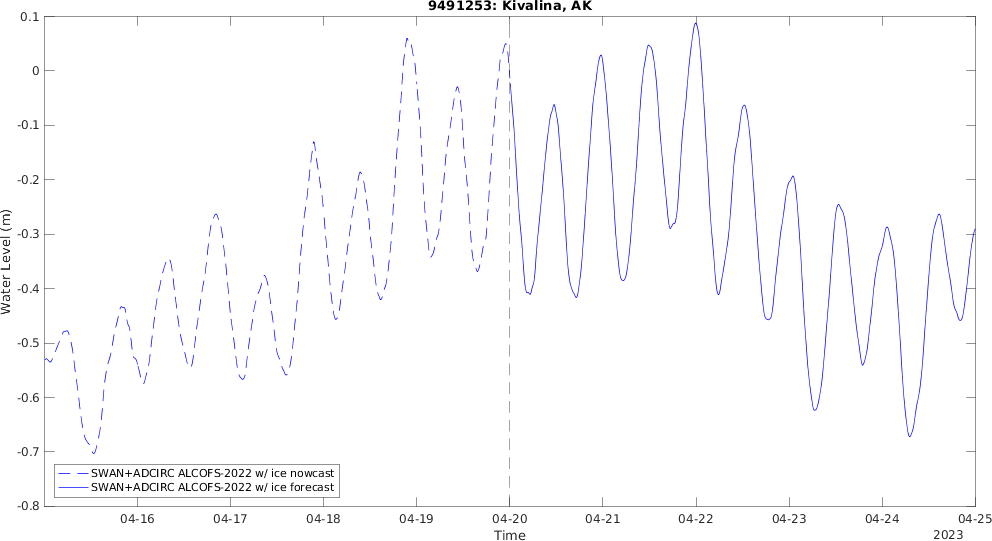 9491253: Kivalina, AK
0.1
0
-0.1
-0.2
-0.3
-0.4
-0.5
-0.6
-0.7
-0.8
Water Level (m)
SWAN+ADCIRC ALCOFS-2022 w/ ice nowcast
SWAN+ADCIRC ALCOFS-2022 w/ ice forecast
04-16 04-17 04-18 04-19 04-20 04-21 04-22 04-23 04-24 04-25
Time
2023